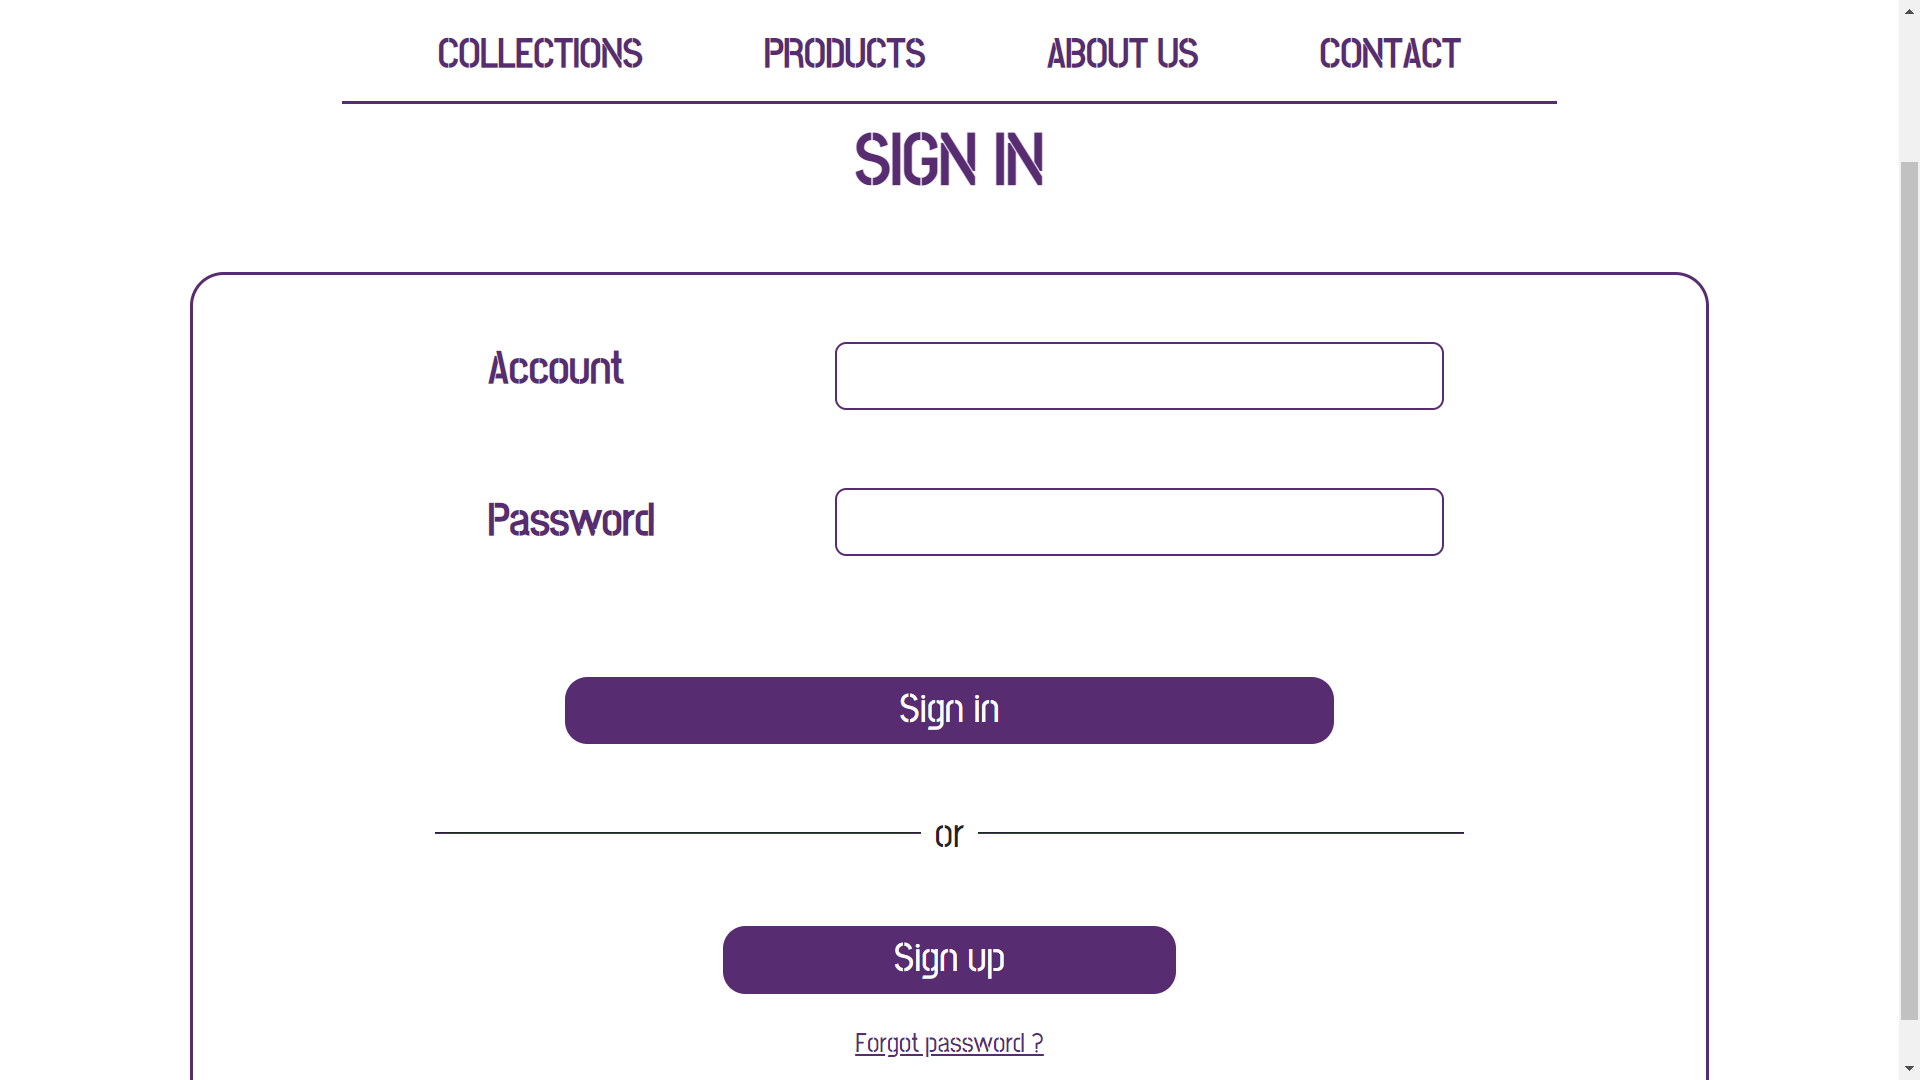 COLLECTIONS PRODUCTS ABOUT US CONTACT
SIGN IN
Account
Password
Sign in
or
Sign up
Forgot password ?